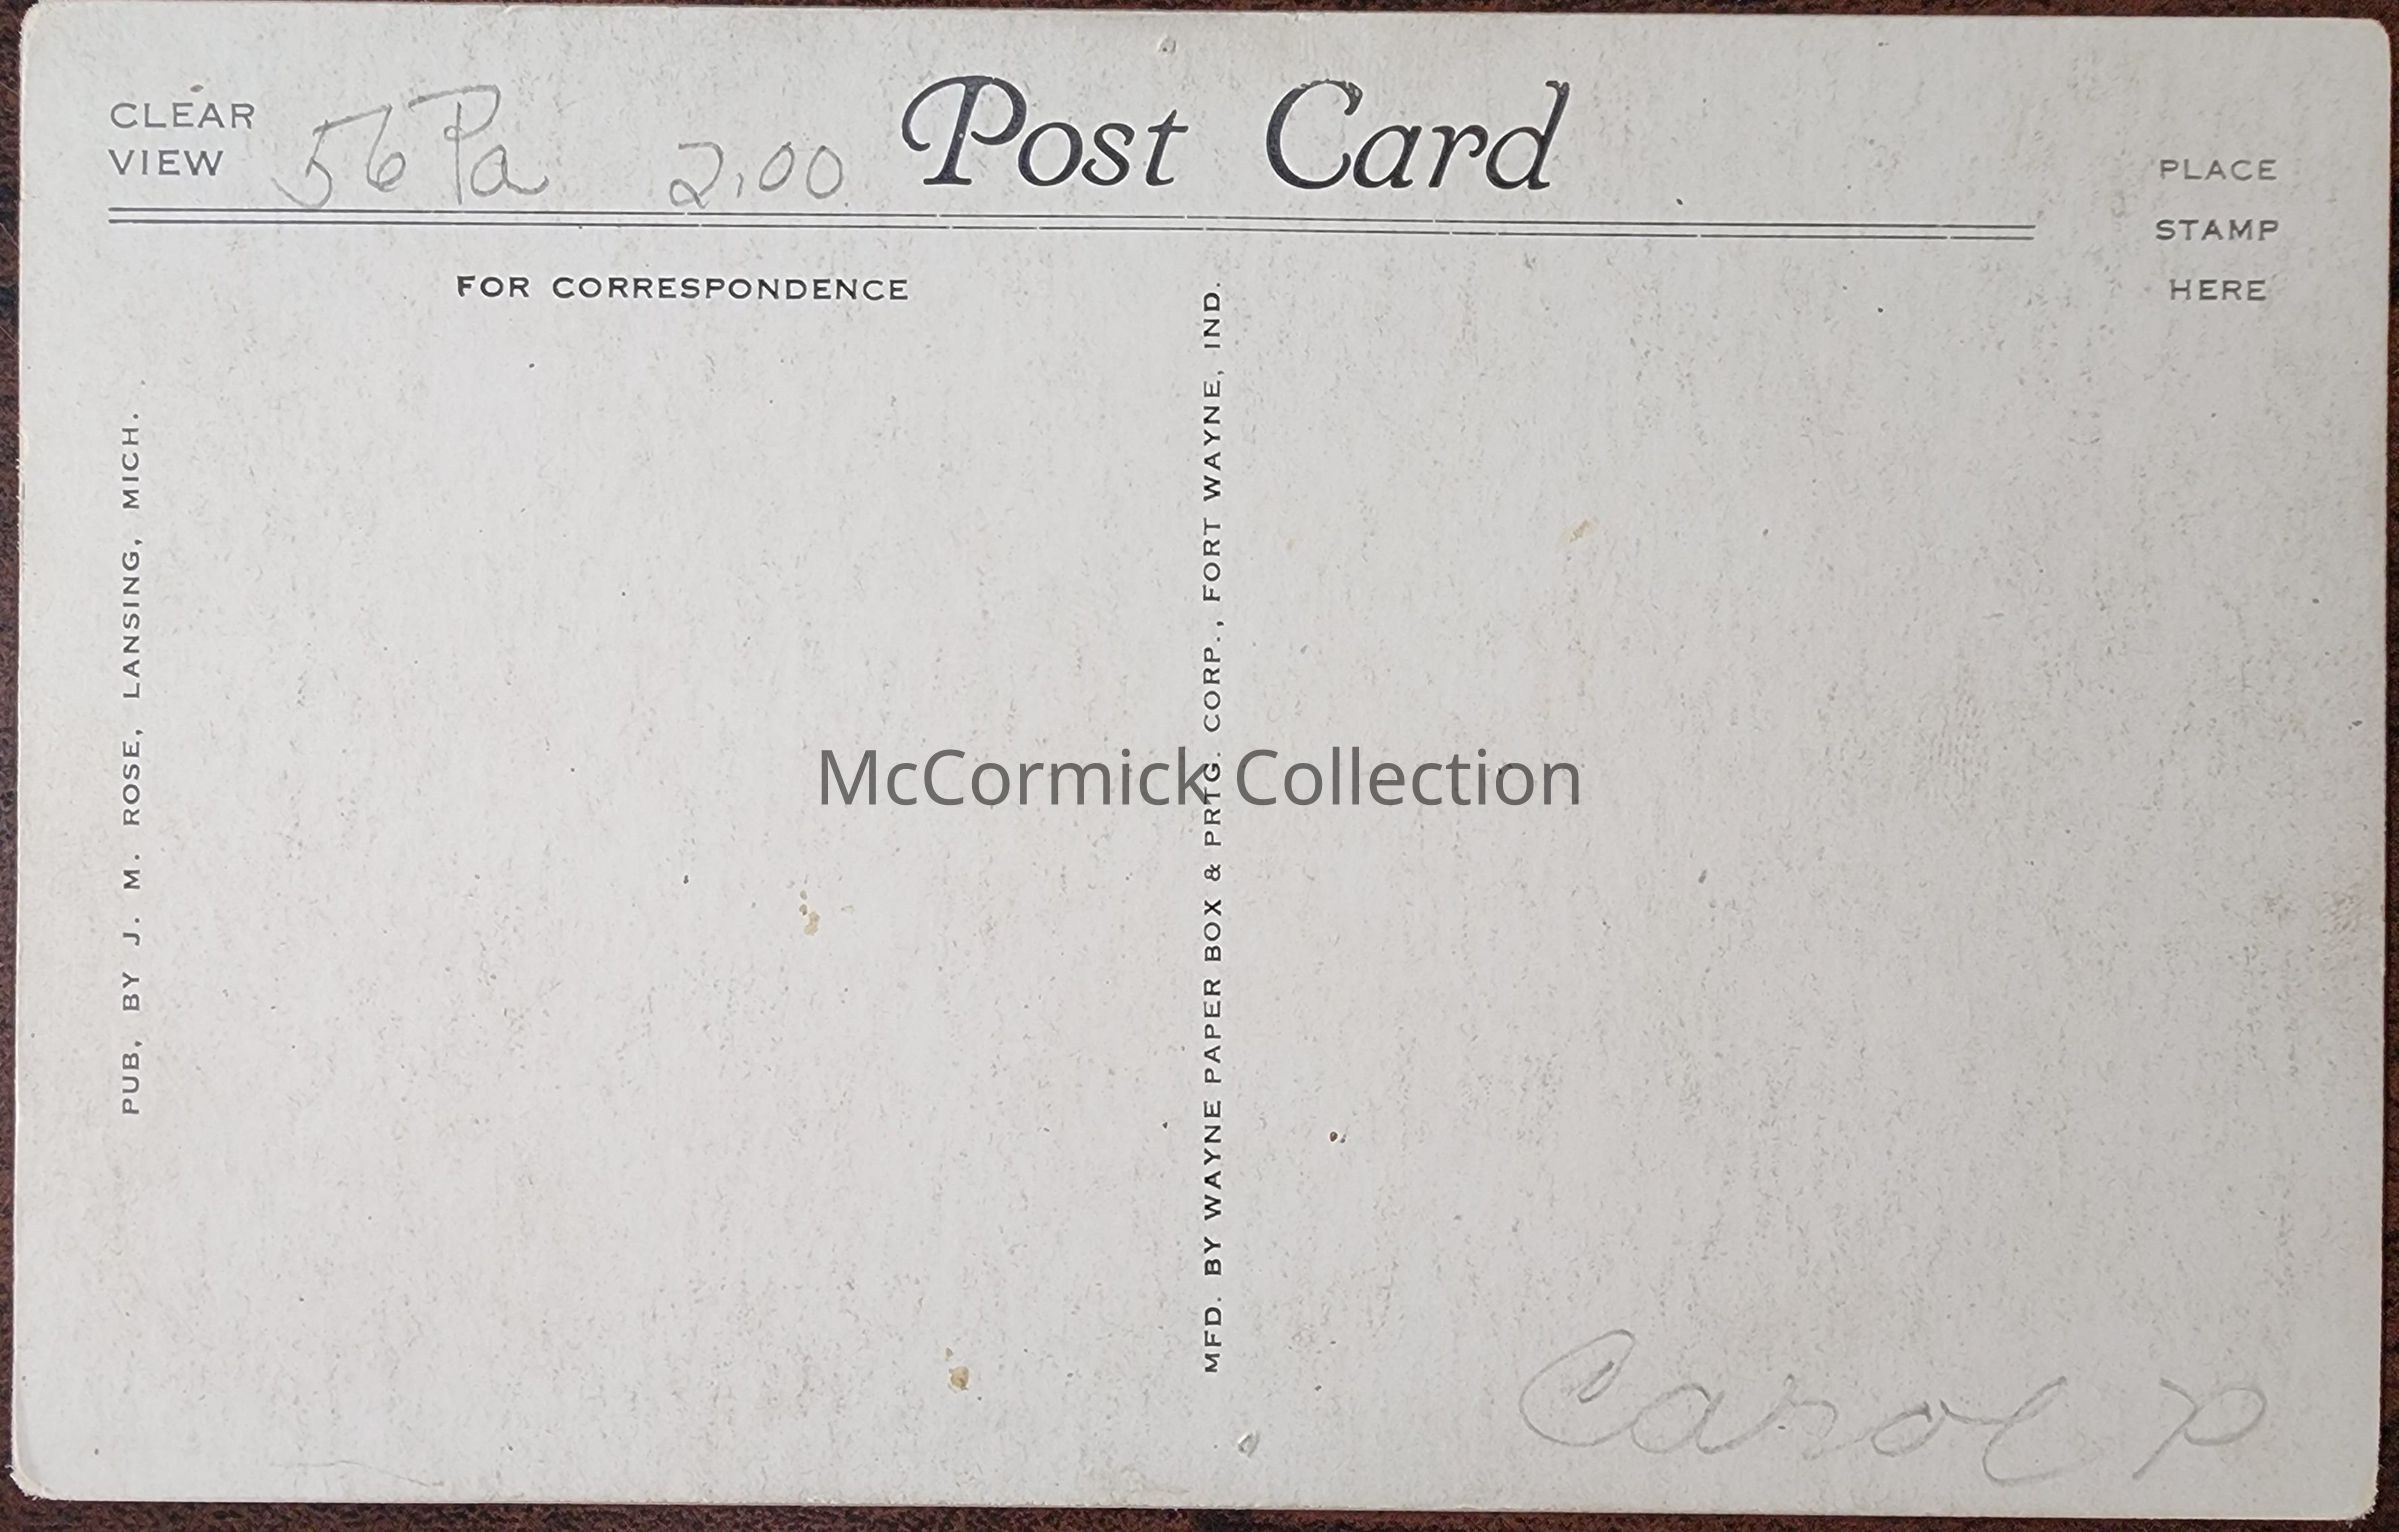 CLEAR
VIEW
56 Pa 2.00
Post Card
PLACE
STAMP
HERE
FOR CORRESPONDENCE
PUB, BY J. M. ROSE, LANSING, MICH.
MFD. BY WAYNE PAPER BOX & PRTG. CORP., FORT WAYNE, IND.
McCormick Collection
Carol P